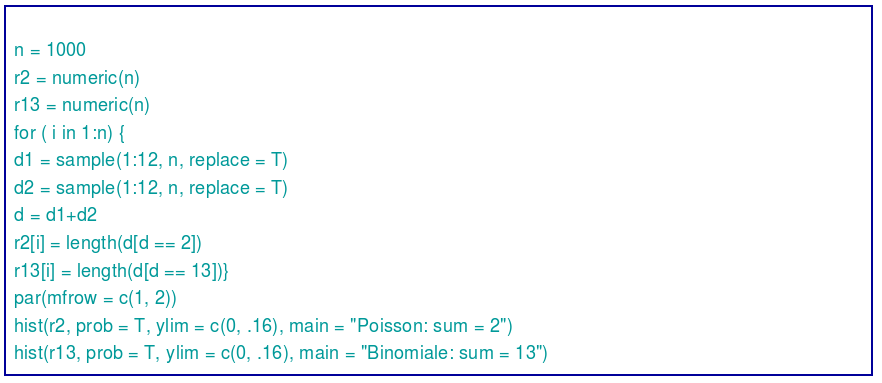 n = 1000
r2 = numeric(n)
r13 = numeric(n)
for ( i in 1:n) {
d1 = sample(1:12, n, replace = T)
d2 = sample(1:12, n, replace = T)
d = d1+d2
r2[i] = length(d[d == 2])
r13[i] = length(d[d == 13])}
par(mfrow = c(1, 2))
hist(r2, prob = T, ylim = c(0, .16), main = "Poisson: sum = 2")
hist(r13, prob = T, ylim = c(0, .16), main = "Binomiale: sum = 13")